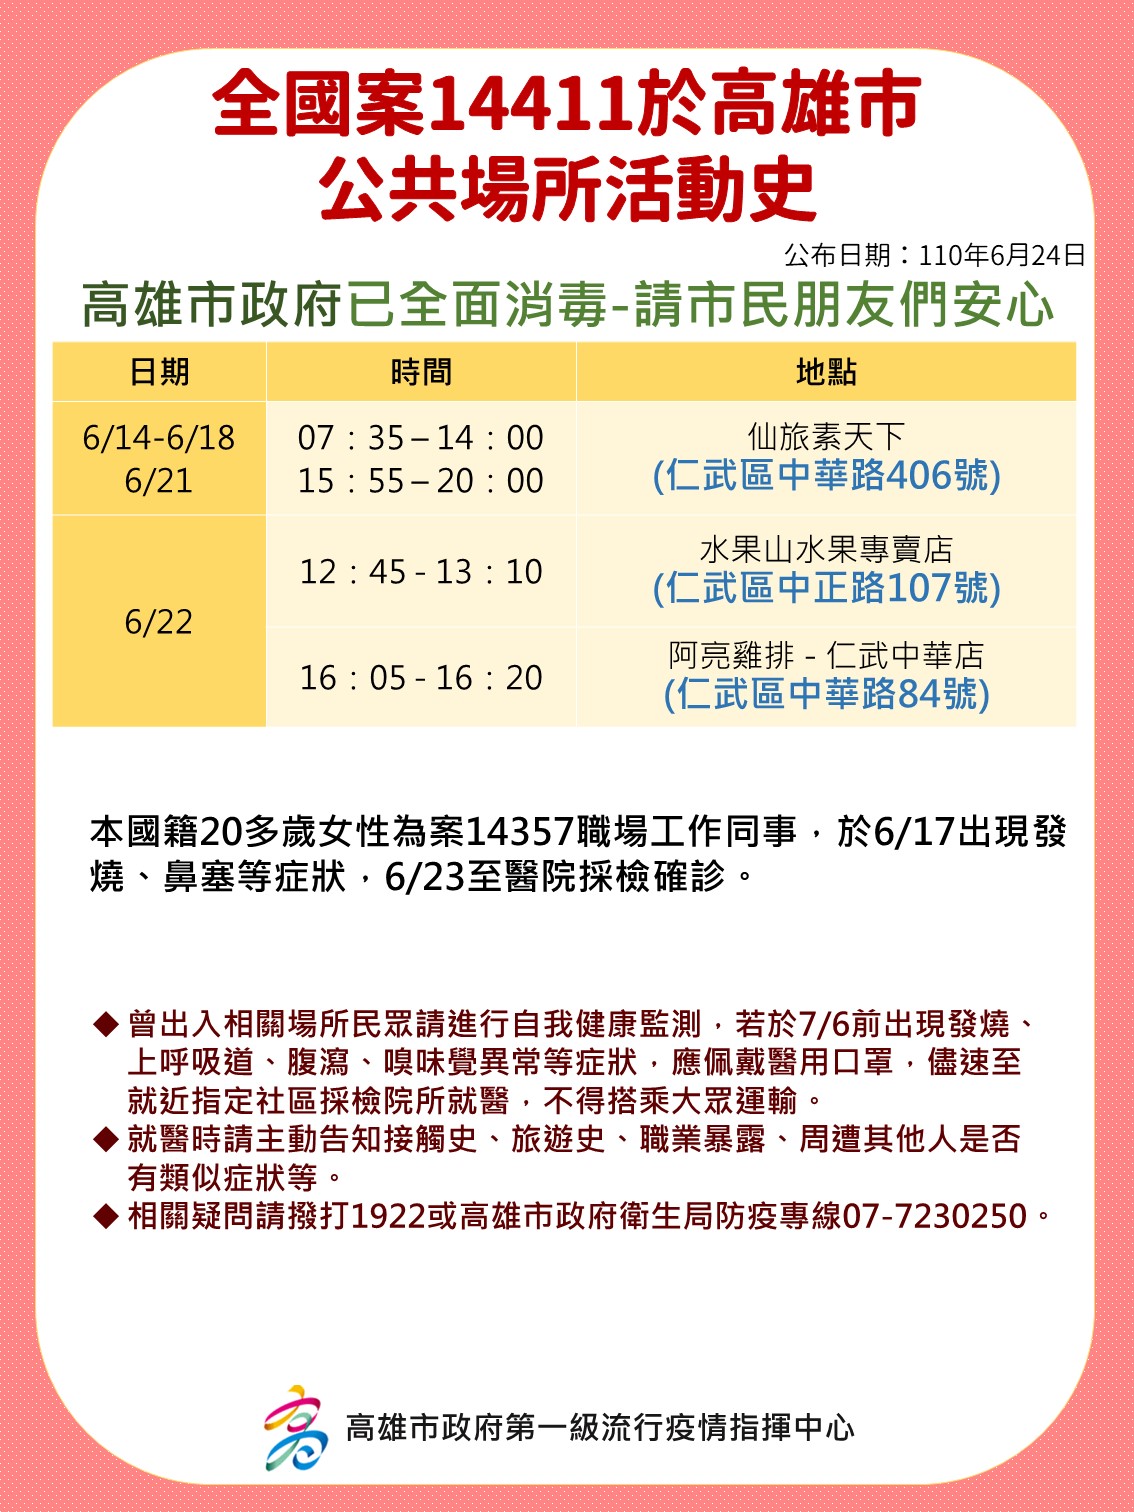 全國案14411於高雄市
公共場所活動史
公布日期：110年6月24日
高雄市政府已全面消毒-請市民朋友們安心
日期 時間 地點
6/14-6/18 07：35–14：00 仙旅素天下
6/21 15：55–20：00 (仁武區中華路406號)
6/22
12：45-13：10
水果山水果專賣店
(仁武區中正路107號)
16：05-16：20
阿亮雞排-仁武中華店
(仁武區中華路84號)
本國籍20多歲女性為案14357職場工作同事，於6/17出現發
燒、鼻塞等症狀，6/23至醫院採檢確診。
◆曾出入相關場所民眾請進行自我健康監測，若於7/6前出現發燒、
上呼吸道、腹瀉、嗅味覺異常等症狀，應佩戴醫用口罩，儘速至
就近指定社區採檢院所就醫，不得搭乘大眾運輸。
◆就醫時請主動告知接觸史、旅遊史、職業暴露、周遭其他人是否
有類似症狀等。
◆相關疑問請撥打1922或高雄市政府衛生局防疫專線07-7230250。
高雄市政府第一級流行疫情指揮中心